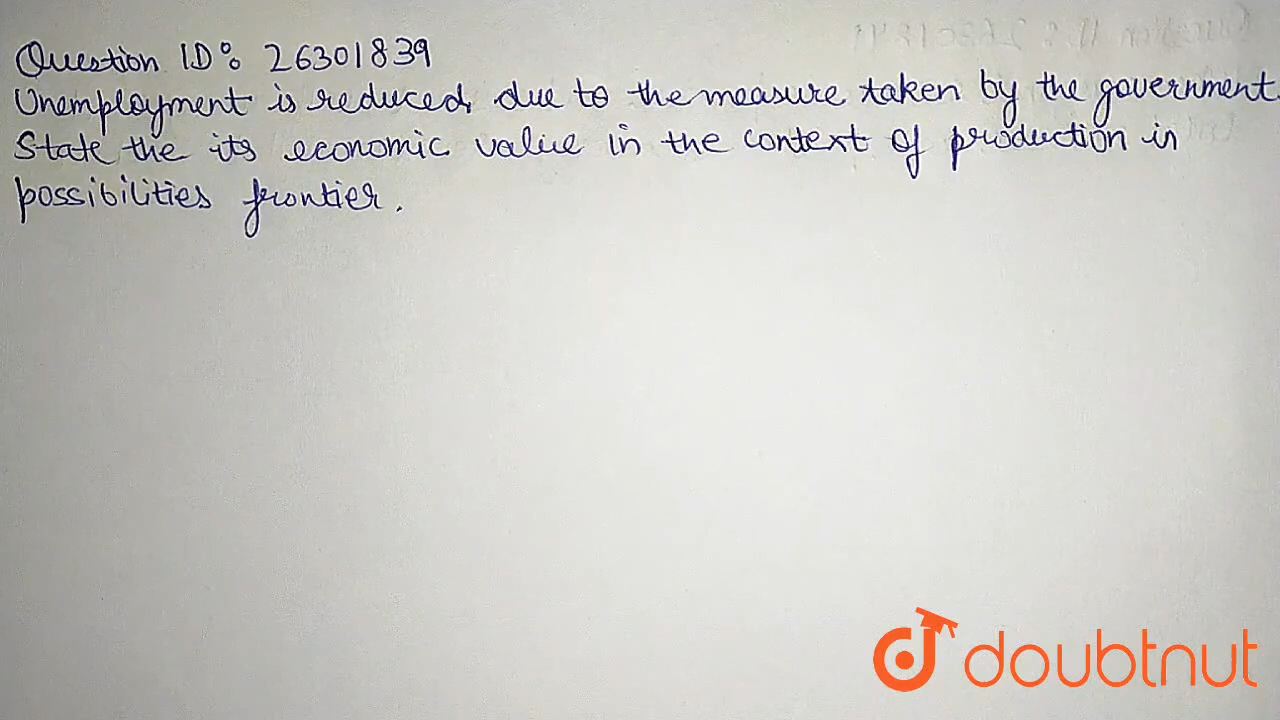 Question ID: 26301839
Unemployment is reduced, due to the measure taken by the government.
State the its economic value in the context of production in
possibilities frontier.
doubtnut